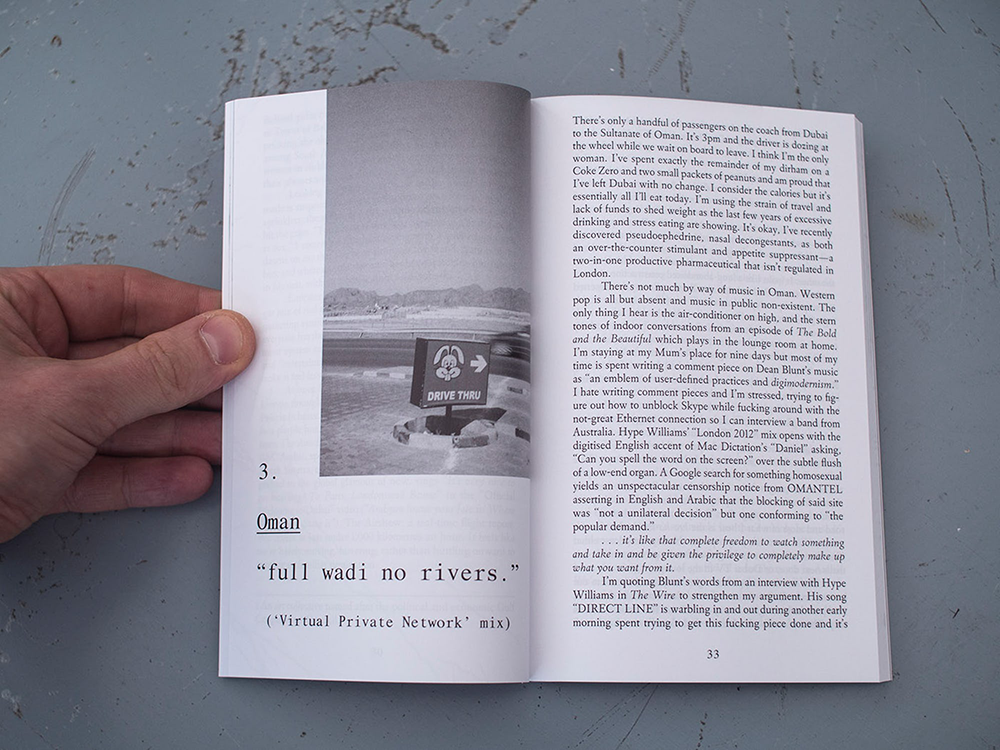 DRIVE THRU
3.
Oman
“full wadi no rivers.”
(‘Virtual Private Network’ mix)
There's only a handful of passengers on the coach from Dubai
to the Sultanate of Oman. It's 3pm and the driver is dozing at
the wheel while we wait on board to leave. I think I'm the only
woman. I've spent exactly the remainder of my dirham on a
Coke Zero and two small packets of peanuts and am proud that
I've left Dubai with no change. I consider the calories but it's
essentially all I'll eat today. I'm using the strain of travel and
lack of funds to shed weight as the last few years of excessive
drinking and stress eating are showing. It's okay, I've recently
discovered pseudoephedrine, nasal decongestants, as both
an over-the-counter stimulant and appetite suppressant—a
two-in-one productive pharmaceutical that isn't regulated in
London.
There's not much by way of music in Oman. Western
pop is all but absent and music in public non-existent. The
only thing I hear is the air-conditioner on high, and the stern
tones of indoor conversations from an episode of The Bold
and the Beautiful which plays in the lounge room at home.
I'm staying at my Mum's place for nine days but most of my
time is spent writing a comment piece on Dean Blunt's music
as “an emblem of user-defined practices and digimodernism.”
I hate writing comment pieces and I'm stressed, trying to fig-
ure out how to unblock Skype while fucking around with the
not-great Ethernet connection so I can interview a band from
Australia. Hype Williams' “London 2012” mix opens with the
digitised English accent of Mac Dictation's “Daniel” asking,
“Can you spell the word on the screen?” over the subtle flush
of a low-end organ. A Google search for something homosexual
yields an unspectacular censorship notice from OMANTEL
asserting in English and Arabic that the blocking of said site
was “not a unilateral decision” but one conforming to “the
popular demand.”
. . . it's like that complete freedom to watch something
and take in and be given the privilege to completely make up
what you want from it.
I'm quoting Blunt's words from an interview with Hype
Williams in The Wire to strengthen my argument. His song
“DIRECT LINE” is warbling in and out during another early
morning spent trying to get this fucking piece done and it's
33